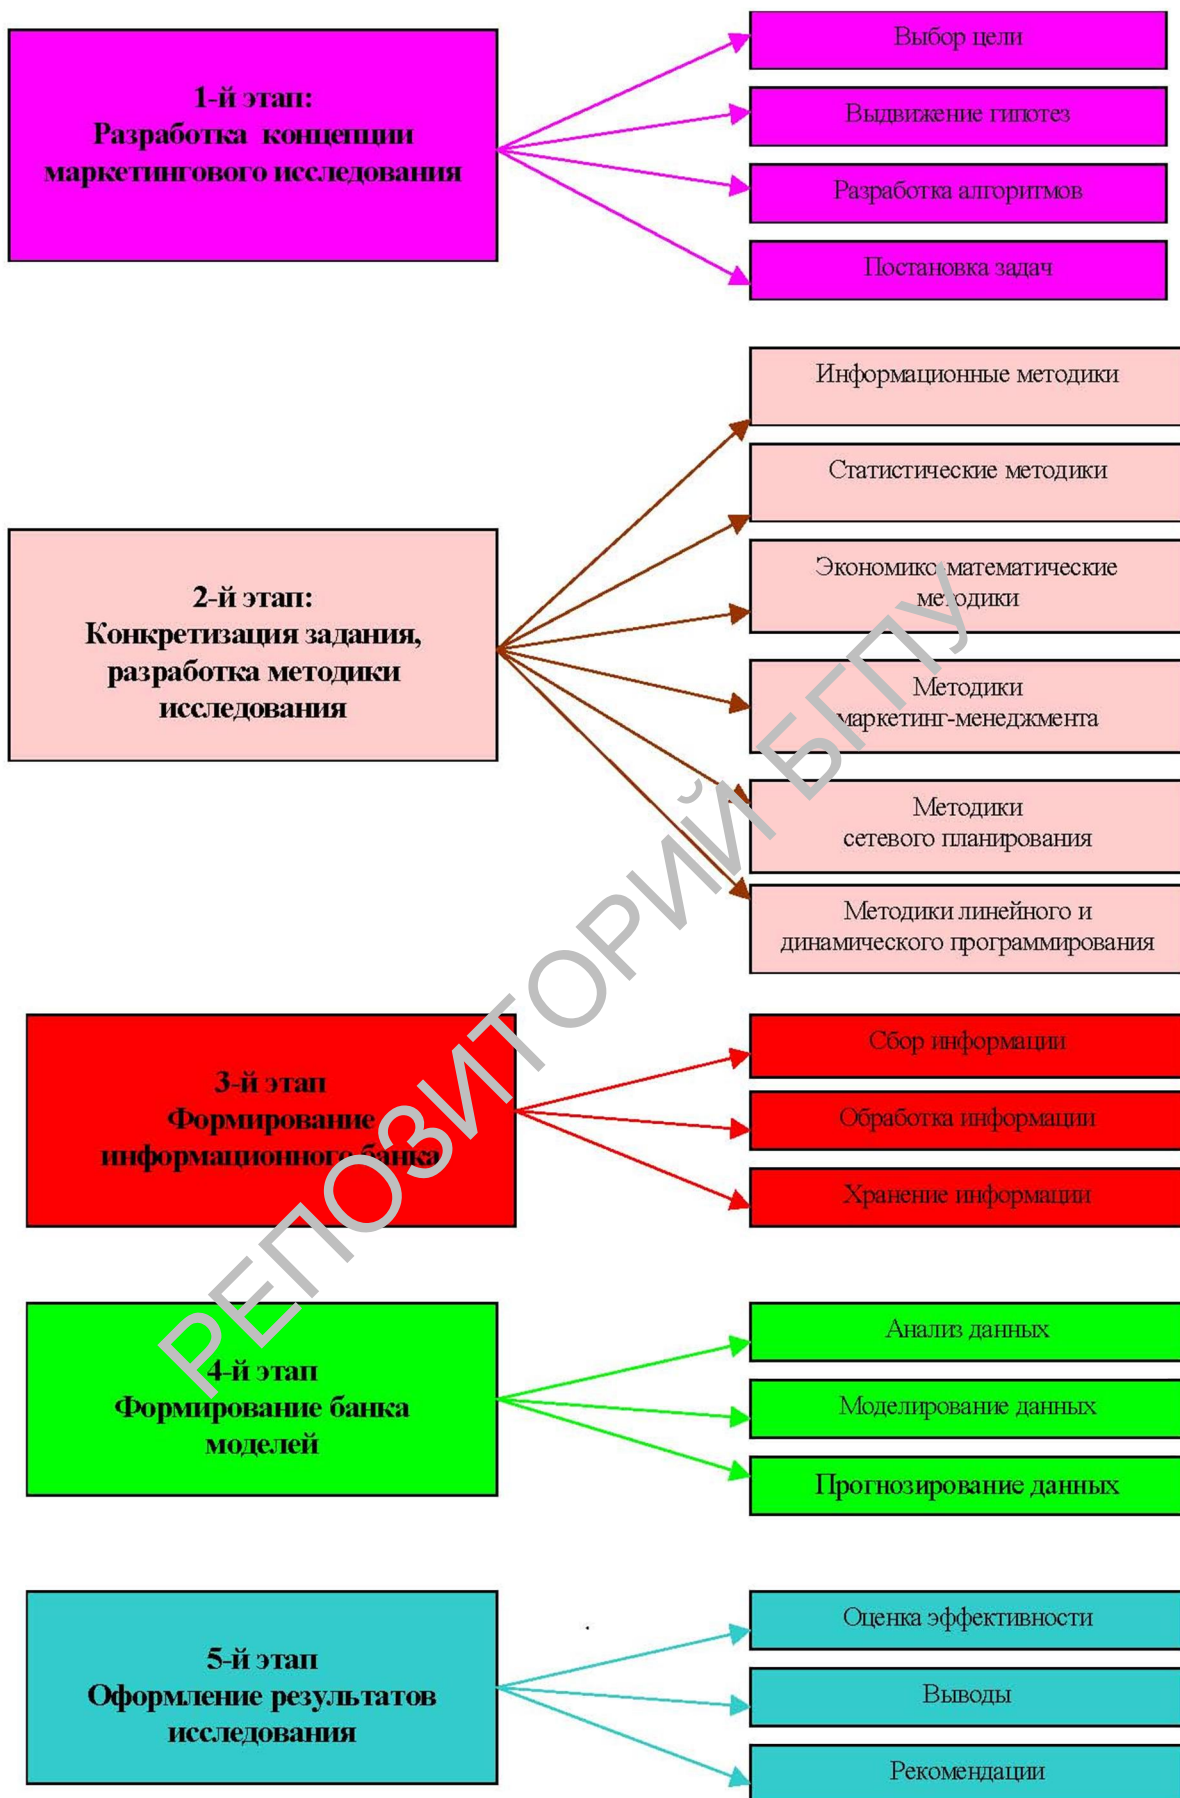 1-й этап:
Разработка концепции
маркетингового исследования
Выбор цели
Выдвижение гипотез
Разработка алгоритмов
Постановка задач
2-й этап:
Конкретизация задания,
разработка методики
исследования
Информационные методики
Статистические методики
Экономико-математические
методики
Методики
маркетинг-менеджмента
Методики
сетевого планирования
Методики линейного и
динамического программирования
3-й этап
Формирование
информационного банка
Сбор информации
Обработка информации
Хранение информации
4-й этап
Формирование банка
моделей
Анализ данных
Моделирование данных
Прогнозирование данных
5-й этап
Оформление результатов
исследования
Оценка эффективности
Выводы
Рекомендации
РЕПОЗИТОРИЙ БГПУ